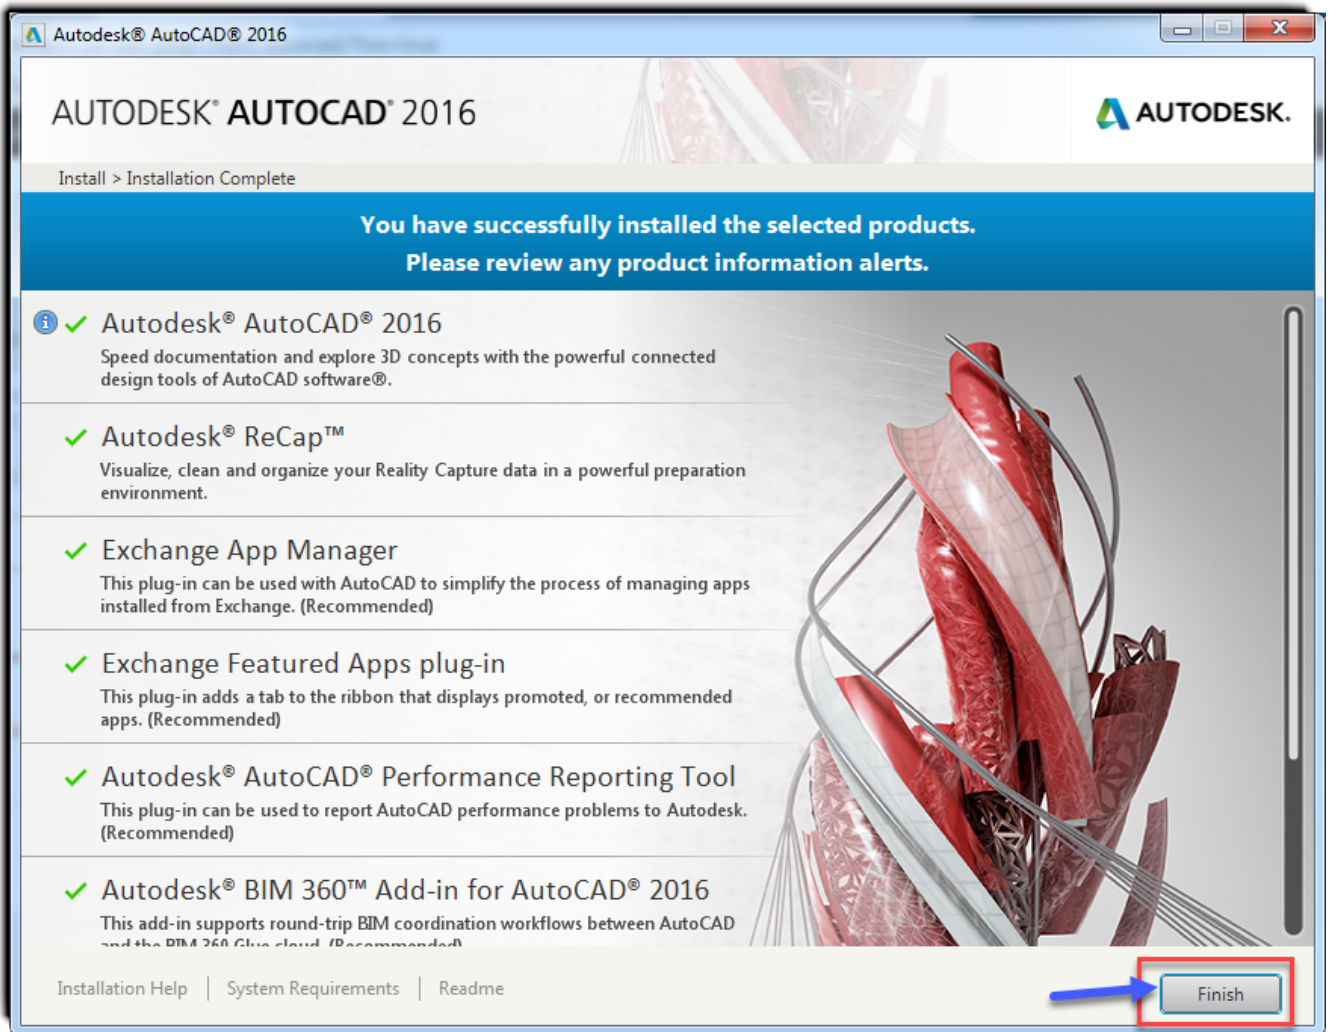 Autodesk® AutoCAD® 2016
AUTODESK® AUTOCAD® 2016
AUTODESK.
Install > Installation Complete
You have successfully installed the selected products.
Please review any product information alerts.
Autodesk® AutoCAD® 2016
Speed documentation and explore 3D concepts with the powerful connected
design tools of AutoCAD software®.
Autodesk® ReCap™
Visualize, clean and organize your Reality Capture data in a powerful preparation
environment.
Exchange App Manager
This plug-in can be used with AutoCAD to simplify the process of managing apps
installed from Exchange. (Recommended)
Exchange Featured Apps plug-in
This plug-in adds a tab to the ribbon that displays promoted, or recommended
apps. (Recommended)
Autodesk® AutoCAD® Performance Reporting Tool
This plug-in can be used to report AutoCAD performance problems to Autodesk.
(Recommended)
Autodesk® BIM 360™ Add-in for AutoCAD® 2016
This add-in supports round-trip BIM coordination workflows between AutoCAD
and the BIM 360 Glue cloud. (Recommended)
Installation Help | System Requirements | Readme
Finish